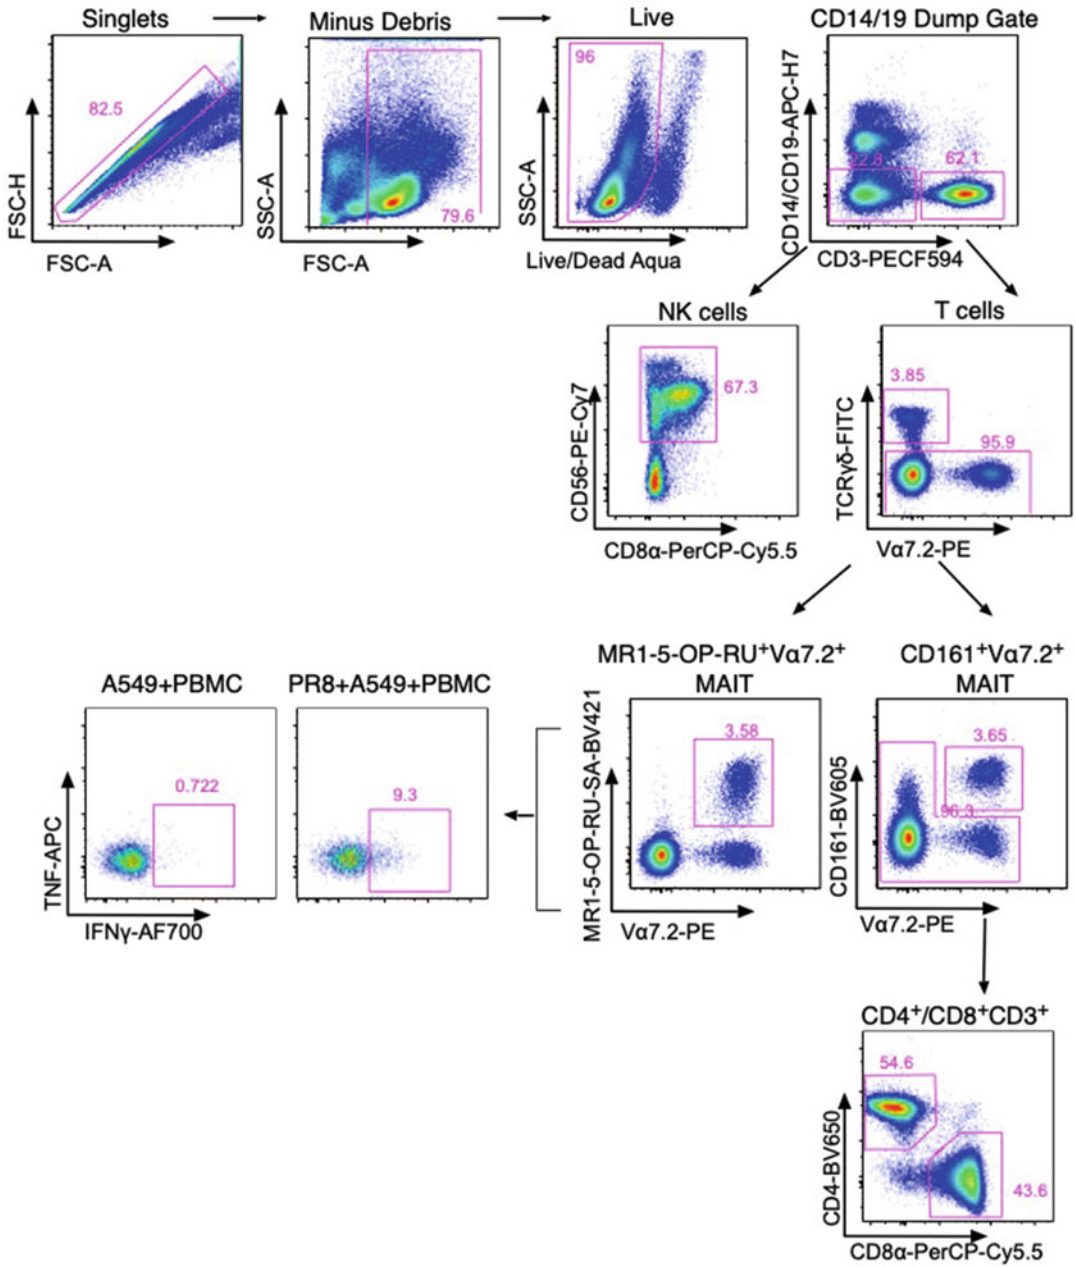 Singlets
Minus Debris
Live
CD14/19 Dump Gate
82.5
FSC-H
FSC-A
79.6
SSC-A
FSC-A
96
SSC-A
Live/Dead Aqua
22.8
62.1
CD14/CD19-APC-H7
CD3-PECF594
NK cells
67.3
CD56-PE-Cy7
CD8α-PerCP-Cy5.5
T cells
3.85
95.9
TCRγδ-FITC
Vα7.2-PE
A549+PBMC
0.722
TNF-APC
IFNγ-AF700
PR8+A549+PBMC
9.3
MR1-5-OP-RU⁺Vα7.2⁺
MAIT
3.58
MR1-5-OP-RU-SA-BV421
Vα7.2-PE
CD161⁺Vα7.2⁺
MAIT
3.65
96.3
CD161-BV605
Vα7.2-PE
CD4⁺/CD8⁺CD3⁺
54.6
43.6
CD4-BV650
CD8α-PerCP-Cy5.5